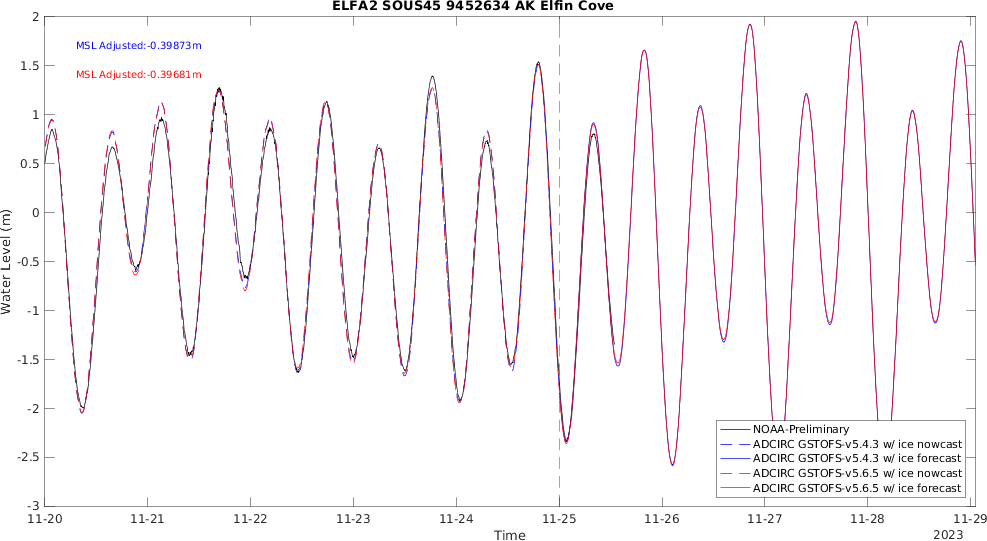 ELFA2 SOUS45 9452634 AK Elfin Cove
MSL Adjusted:-0.39873m
MSL Adjusted:-0.39681m
Water Level (m)
2
1.5
1
0.5
0
-0.5
-1
-1.5
-2
-2.5
-3
NOAA-Preliminary
ADCIRC GSTOFS-v5.4.3 w/ ice nowcast
ADCIRC GSTOFS-v5.4.3 w/ ice forecast
ADCIRC GSTOFS-v5.6.5 w/ ice nowcast
ADCIRC GSTOFS-v5.6.5 w/ ice forecast
11-20 11-21 11-22 11-23 11-24 11-25 11-26 11-27 11-28 11-29
Time
2023